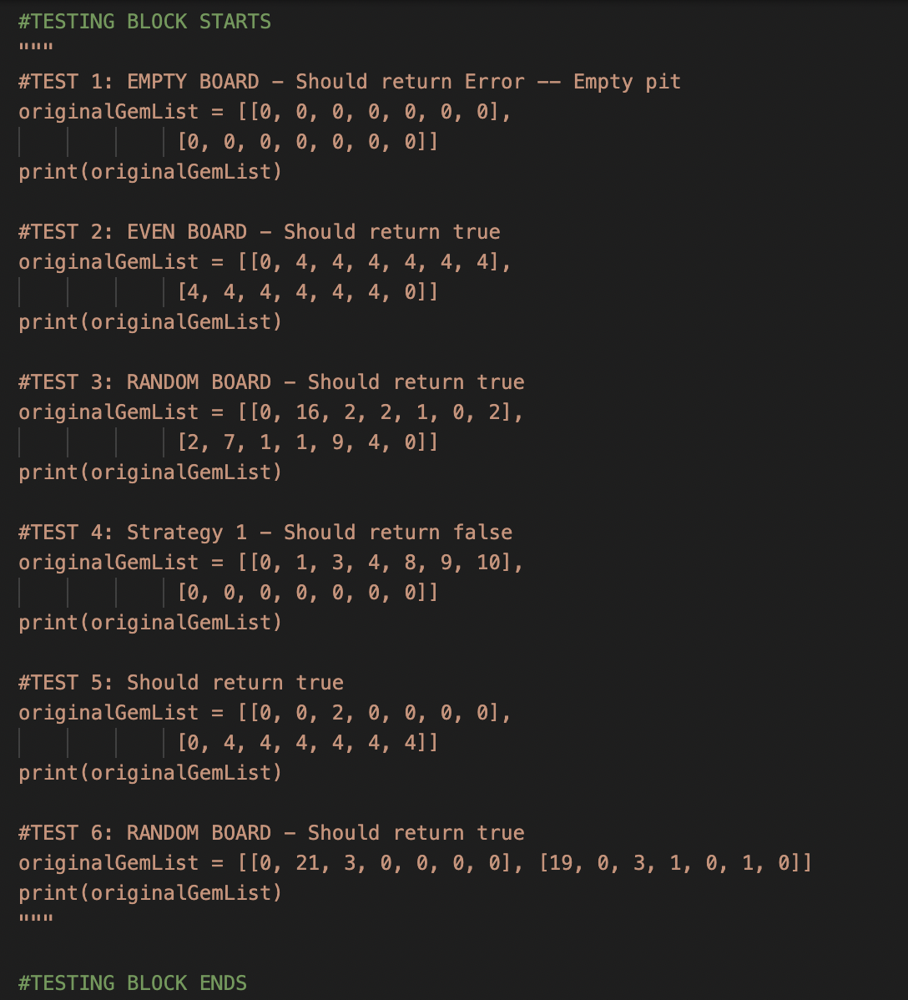 #TESTING BLOCK STARTS
"""
#TEST 1: EMPTY BOARD – Should return Error –– Empty pit
originalGemList = [[0, 0, 0, 0, 0, 0, 0],
[0, 0, 0, 0, 0, 0, 0]]
print(originalGemList)
#TEST 2: EVEN BOARD – Should return true
originalGemList = [[0, 4, 4, 4, 4, 4, 4],
[4, 4, 4, 4, 4, 4, 0]]
print(originalGemList)
#TEST 3: RANDOM BOARD – Should return true
originalGemList = [[0, 16, 2, 2, 1, 0, 2],
[2, 7, 1, 1, 9, 4, 0]]
print(originalGemList)
#TEST 4: Strategy 1 – Should return false
originalGemList = [[0, 1, 3, 4, 8, 9, 10],
[0, 0, 0, 0, 0, 0, 0]]
print(originalGemList)
#TEST 5: Should return true
originalGemList = [[0, 0, 2, 0, 0, 0, 0],
[0, 4, 4, 4, 4, 4, 4]]
print(originalGemList)
#TEST 6: RANDOM BOARD – Should return true
originalGemList = [[0, 21, 3, 0, 0, 0, 0], [19, 0, 3, 1, 0, 1, 0]]
print(originalGemList)
"""
#TESTING BLOCK ENDS